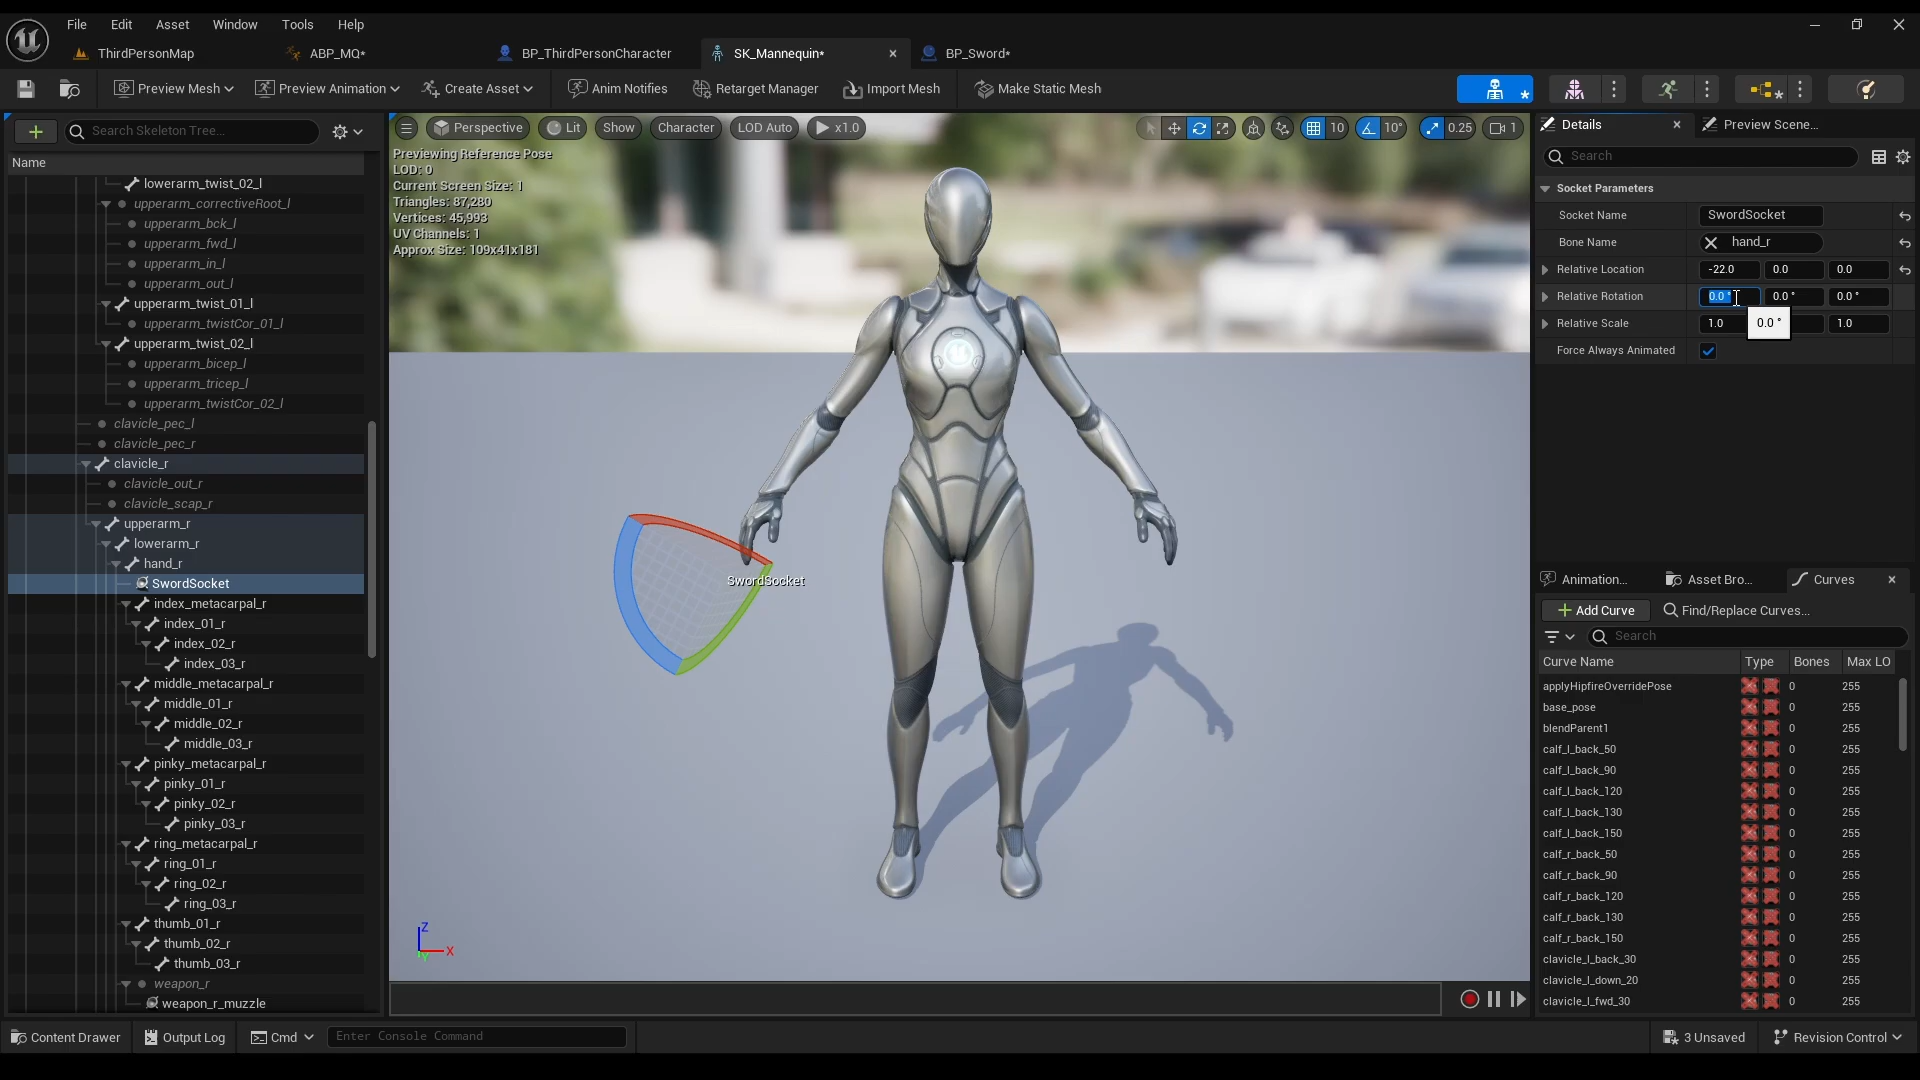 File Edit Asset Window Tools Help
ThirdPersonMap ABP_MQ* BP_ThirdPersonCharacter SK_Mannequin* BP_Sword*
Preview Mesh Preview Animation Create Asset Anim Notifies Retarget Manager Import Mesh Make Static Mesh
Search Skeleton Tree...
Name
lowerarm_twist_02_l
upperarm_correctiveRoot_l
upperarm_bck_l
upperarm_fwd_l
upperarm_in_l
upperarm_out_l
upperarm_twist_01_l
upperarm_twistCor_01_l
upperarm_twist_02_l
upperarm_bicep_l
upperarm_tricep_l
upperarm_twistCor_02_l
clavicle_pec_l
clavicle_pec_r
clavicle_r
clavicle_out_r
clavicle_scap_r
upperarm_r
lowerarm_r
hand_r
SwordSocket
index_metacarpal_r
index_01_r
index_02_r
index_03_r
middle_metacarpal_r
middle_01_r
middle_02_r
middle_03_r
pinky_metacarpal_r
pinky_01_r
pinky_02_r
pinky_03_r
ring_metacarpal_r
ring_01_r
ring_02_r
ring_03_r
thumb_01_r
thumb_02_r
thumb_03_r
weapon_r
weapon_r_muzzle
Perspective Lit Show Character LOD Auto x1.0 10 10° 0.25 1
Previewing Reference Pose
LOD: 0
Current Screen Size: 1
Triangles: 87,280
Vertices: 45,993
UV Channels: 1
Approx Size: 109x41x181
SwordSocket
Z
X
Y
Details Preview Scene...
Search
Socket Parameters
Socket Name SwordSocket
Bone Name hand_r
Relative Location -22.0 0.0 0.0
Relative Rotation 0.0 ° 0.0 ° 0.0 °
Relative Scale 1.0 1.0
0.0 °
Force Always Animated
Animation... Asset Bro... Curves
Add Curve Find/Replace Curves...
Search
Curve Name Type Bones Max LO
applyHipfireOverridePose 0 255
base_pose 0 255
blendParent1 0 255
calf_l_back_50 0 255
calf_l_back_90 0 255
calf_l_back_120 0 255
calf_l_back_130 0 255
calf_l_back_150 0 255
calf_r_back_50 0 255
calf_r_back_90 0 255
calf_r_back_120 0 255
calf_r_back_130 0 255
calf_r_back_150 0 255
clavicle_l_back_30 0 255
clavicle_l_down_20 0 255
clavicle_l_fwd_30 0 255
Content Drawer Output Log Cmd Enter Console Command 3 Unsaved Revision Control